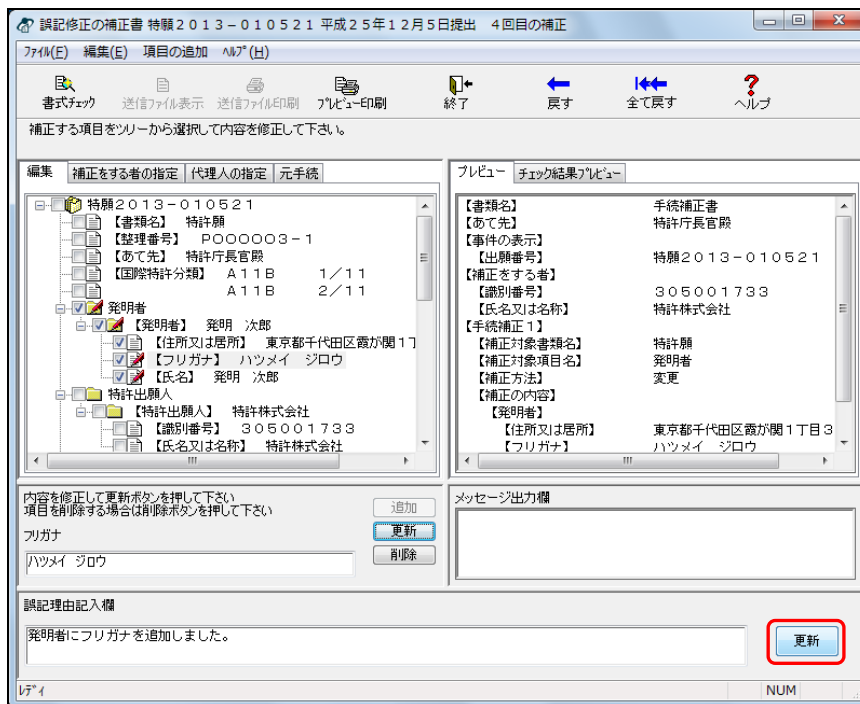 誤記修正の補正書 特願２０１３－０１０５２１ 平成２５年１２月５日提出　４回目の補正
ﾌｧｲﾙ(F)　編集(E)　項目の追加　ﾍﾙﾌﾟ(H)
書式ﾁｪｯｸ　送信ﾌｧｲﾙ表示　送信ﾌｧｲﾙ印刷　ﾌﾟﾚﾋﾞｭｰ印刷　終了　戻す　全て戻す　ヘルプ
補正する項目をツリーから選択して内容を修正して下さい。
編集　補正をする者の指定　代理人の指定　元手続
特願２０１３－０１０５２１
【書類名】　特許願
【整理番号】　Ｐ０００００３－１
【あて先】　特許庁長官殿
【国際特許分類】　Ａ１１Ｂ　１／１１
Ａ１１Ｂ　２／１１
発明者
【発明者】　発明　次郎
【住所又は居所】　東京都千代田区霞が関１丁
【フリガナ】　ハツメイ　ジロウ
【氏名】　発明　次郎
特許出願人
【特許出願人】　特許株式会社
【識別番号】　３０５００１７３３
【氏名又は名称】　特許株式会社
プレビュー　チェック結果プレビュー
【書類名】　手続補正書
【あて先】　特許庁長官殿
【事件の表示】
【出願番号】　特願２０１３－０１０５２１
【補正をする者】
【識別番号】　３０５００１７３３
【氏名又は名称】　特許株式会社
【手続補正１】
【補正対象書類名】　特許願
【補正対象項目名】　発明者
【補正方法】　変更
【補正の内容】
【発明者】
【住所又は居所】　東京都千代田区霞が関１丁目３
【フリガナ】　ハツメイ　ジロウ
内容を修正して更新ボタンを押して下さい
項目を削除する場合は削除ボタンを押して下さい
追加
フリガナ
更新
ハツメイ ジロウ
削除
メッセージ出力欄
誤記理由記入欄
発明者にフリガナを追加しました。
更新
ﾚﾃﾞｨ
NUM